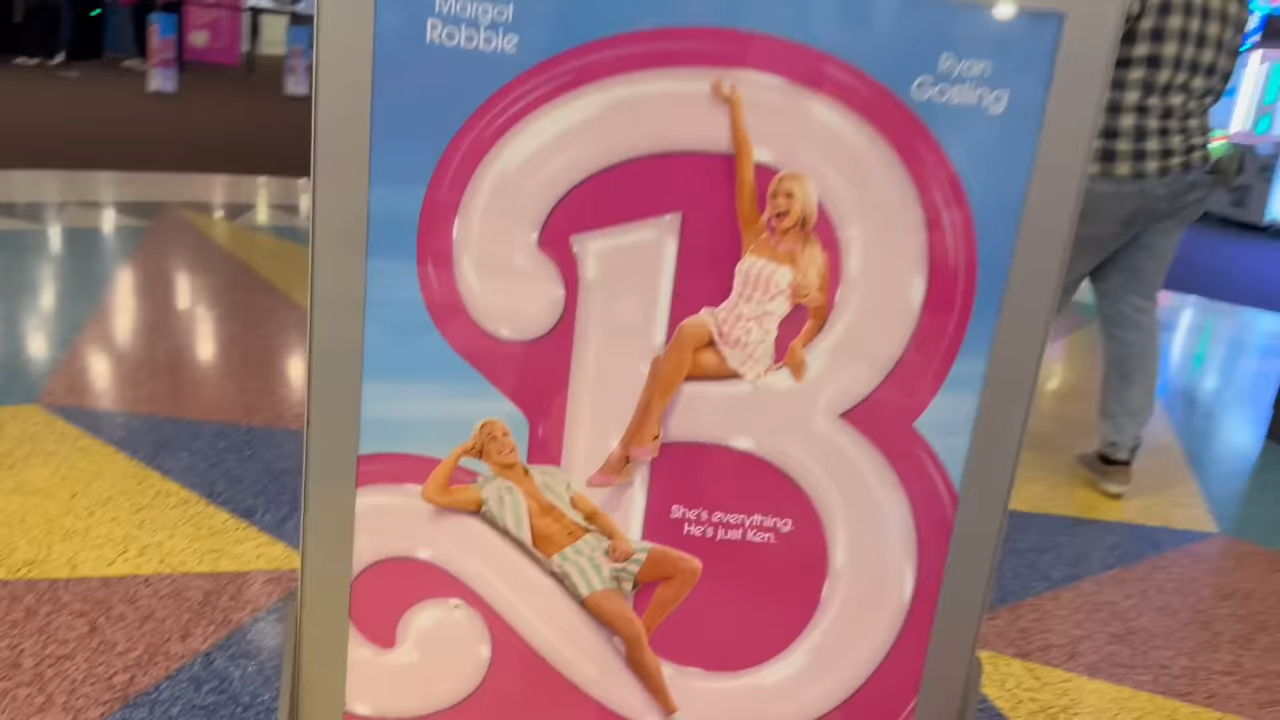 Margot
Robbie
Ryan
Gosling
B
She's everything.
He's just Ken.